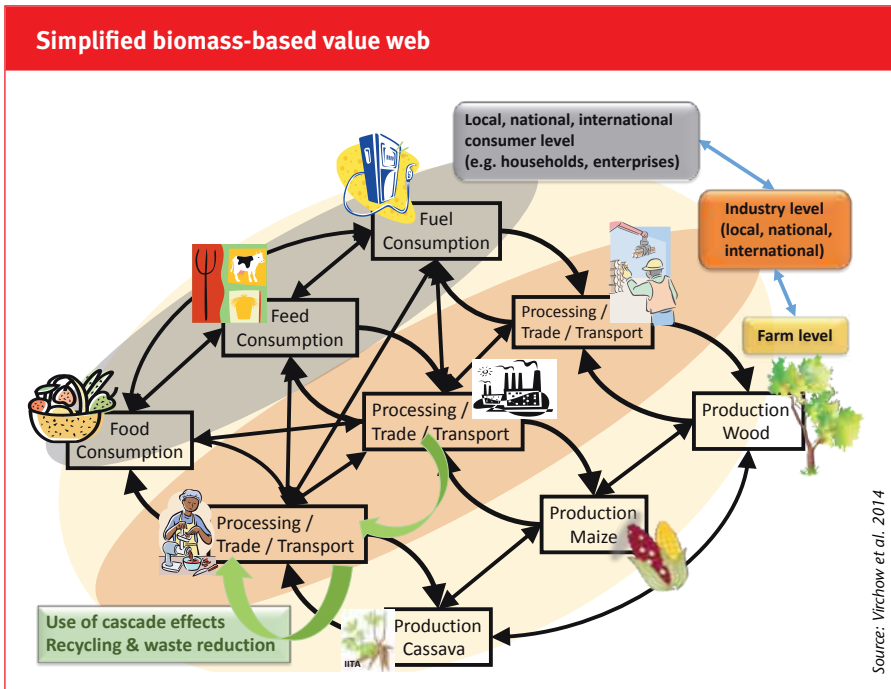 Simplified biomass-based value web
Local, national, international
consumer level
(e.g. households, enterprises)
Industry level
(local, national,
international)
Farm level
Fuel
Consumption
Feed
Consumption
Food
Consumption
Processing /
Trade / Transport
Processing /
Trade / Transport
Processing /
Trade / Transport
Production
Wood
Production
Maize
Production
Cassava
IITA
Use of cascade effects
Recycling & waste reduction
Source: Virchow et al. 2014